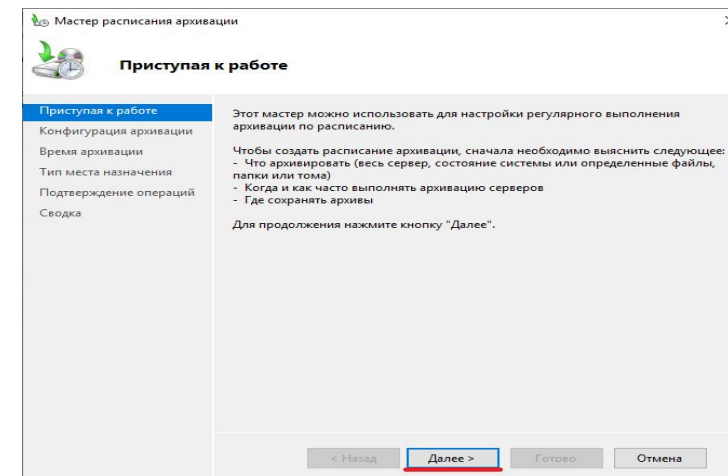 Мастер расписания архивации
Приступая к работе
Приступая к работе
Конфигурация архивации
Время архивации
Тип места назначения
Подтверждение операций
Сводка
Этот мастер можно использовать для настройки регулярного выполнения
архивации по расписанию.
Чтобы создать расписание архивации, сначала необходимо выяснить следующее:
- Что архивировать (весь сервер, состояние системы или определенные файлы,
папки или тома)
- Когда и как часто выполнять архивацию серверов
- Где сохранять архивы
Для продолжения нажмите кнопку "Далее".
< Назад
Далее >
Готово
Отмена